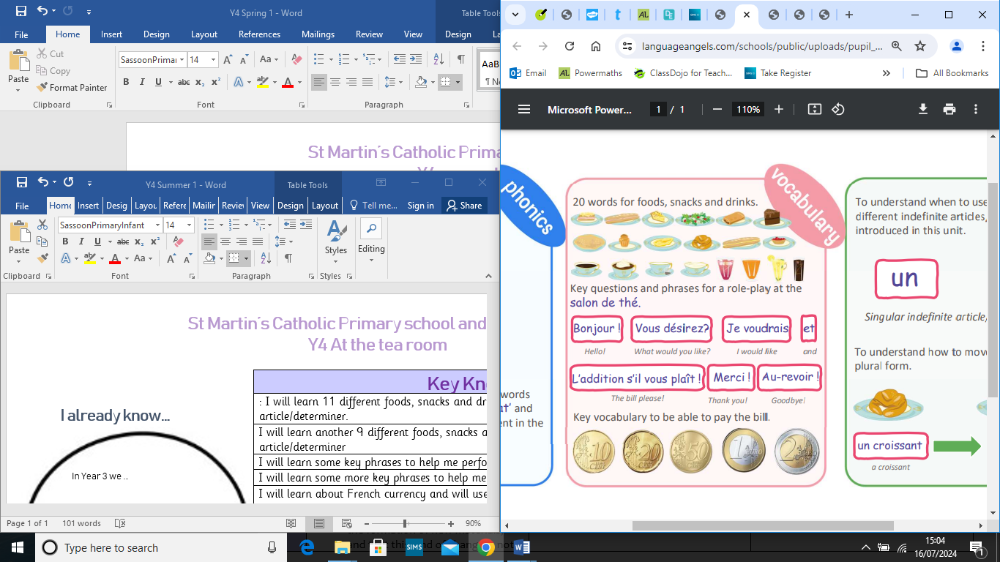 Y4 Spring 1 - Word
Table Tools
File
Home
Insert
Design
Layout
References
Mailings
Review
View
Design
Cut
Copy
Format Painter
Paste
Clipboard
SassoonPrimar
14
Font
Paragraph
AaB
St Martin's Catholic Prima
Y4 Summer 1 - Word
Table Tools
File
Home
Insert
Desig
Layou
Refere
Mailin
Review
View
Design
Layout
Tell me...
Sign in
Share
SassoonPrimaryInfant
14
Paste
Clipboard
Font
Paragraph
Styles
Styles
Editing
St Martin's Catholic Primary school and
Y4 At the tea room
Key Kn
: I will learn 11 different foods, snacks and dr
article/determiner.
I will learn another 9 different foods, snacks a
article/determiner
I will learn some key phrases to help me perfo
I will learn some more key phrases to help me
I will learn about French currency and will use
I already know...
In Year 3 we ...
Page 1 of 1
101 words
90%
languageangels.com/schools/public/uploads/pupil_...
Email
Powermaths
ClassDojo for Teach...
Take Register
All Bookmarks
Microsoft Power...
1 / 1
110%
phonics
words
at' and
ent in the
vocabulary
20 words for foods, snacks and drinks.
Key questions and phrases for a role-play at the
salon de thé.
Bonjour !
Vous désirez?
Je voudrais
et
Hello!
What would you like?
I would like
and
L'addition s'il vous plaît !
Merci !
Au-revoir !
The bill please!
Thank you!
Goodbye!
Key vocabulary to be able to pay the bill.
10
20
50
1
2
To understand when to use
different indefinite articles,
introduced in this unit.
un
Singular indefinite article,
To understand how to mov
plural form.
un croissant
a croissant
Type here to search
SIMS
15:04
16/07/2024
1